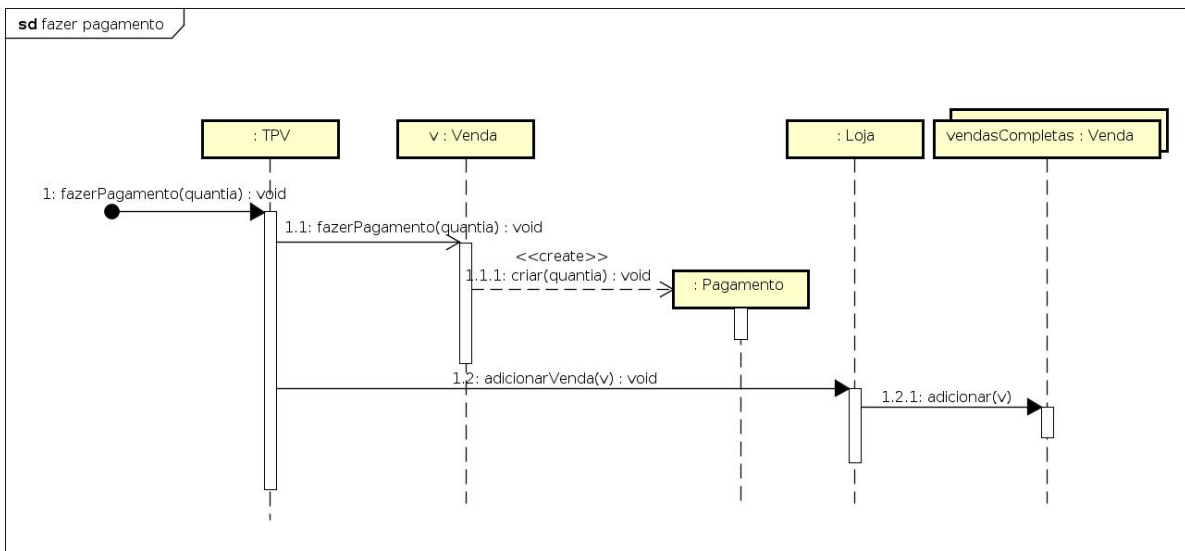 sd fazer pagamento
: TPV
v : Venda
: Loja
vendasCompletas : Venda
1: fazerPagamento(quantia) : void
1.1: fazerPagamento(quantia) : void
<<create>>
1.1.1: criar(quantia) : void
: Pagamento
1.2: adicionarVenda(v) : void
1.2.1: adicionar(v)